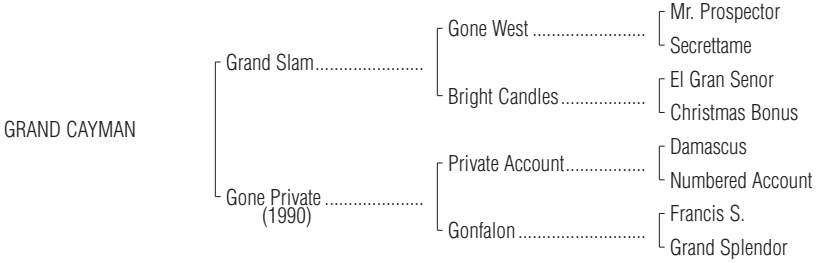 Mr. Prospector
Gone West ........................
Secrettame
Grand Slam.......................
El Gran Senor
Bright Candles..................
Christmas Bonus
GRAND CAYMAN
Damascus
Private Account.................
Numbered Account
Gone Private .....................
(1990)
Francis S.
Gonfalon ...........................
Grand Splendor